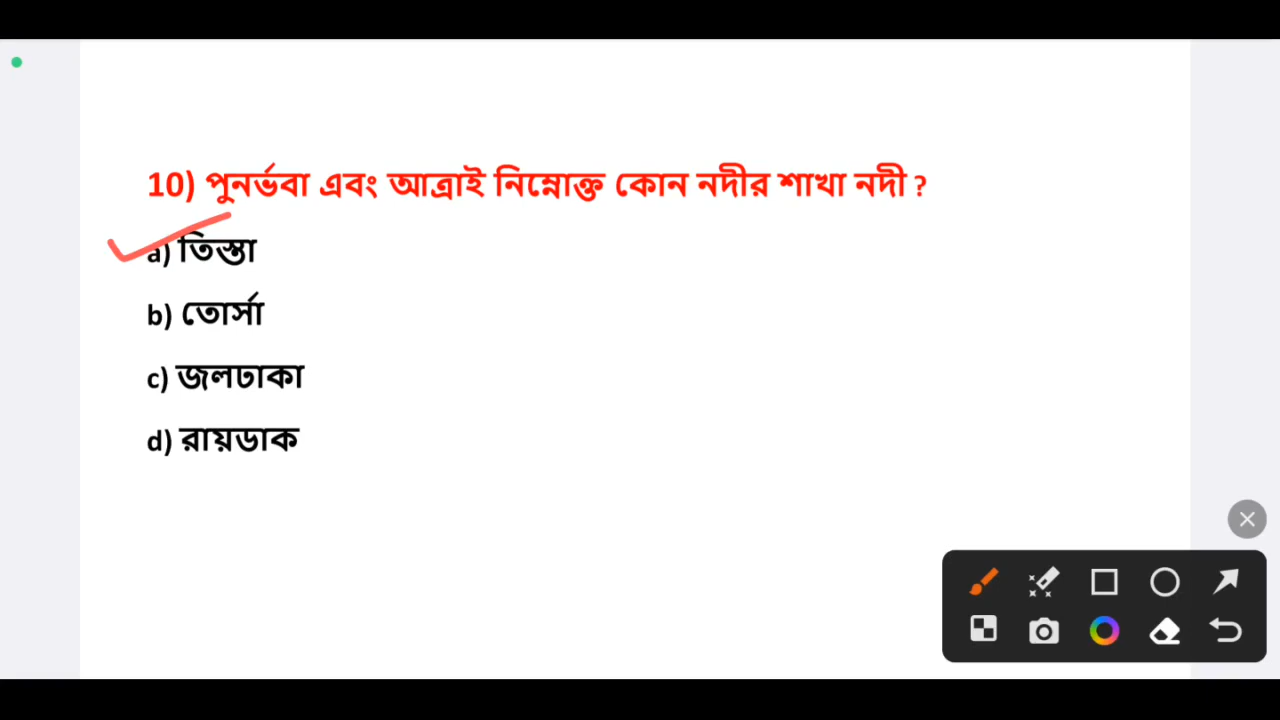 10) পুনর্ভবা এবং আত্রাই নিম্নোক্ত কোন নদীর শাখা নদী ?
a) তিস্তা
b) তোর্সা
c) জলঢাকা
d) রায়ডাক